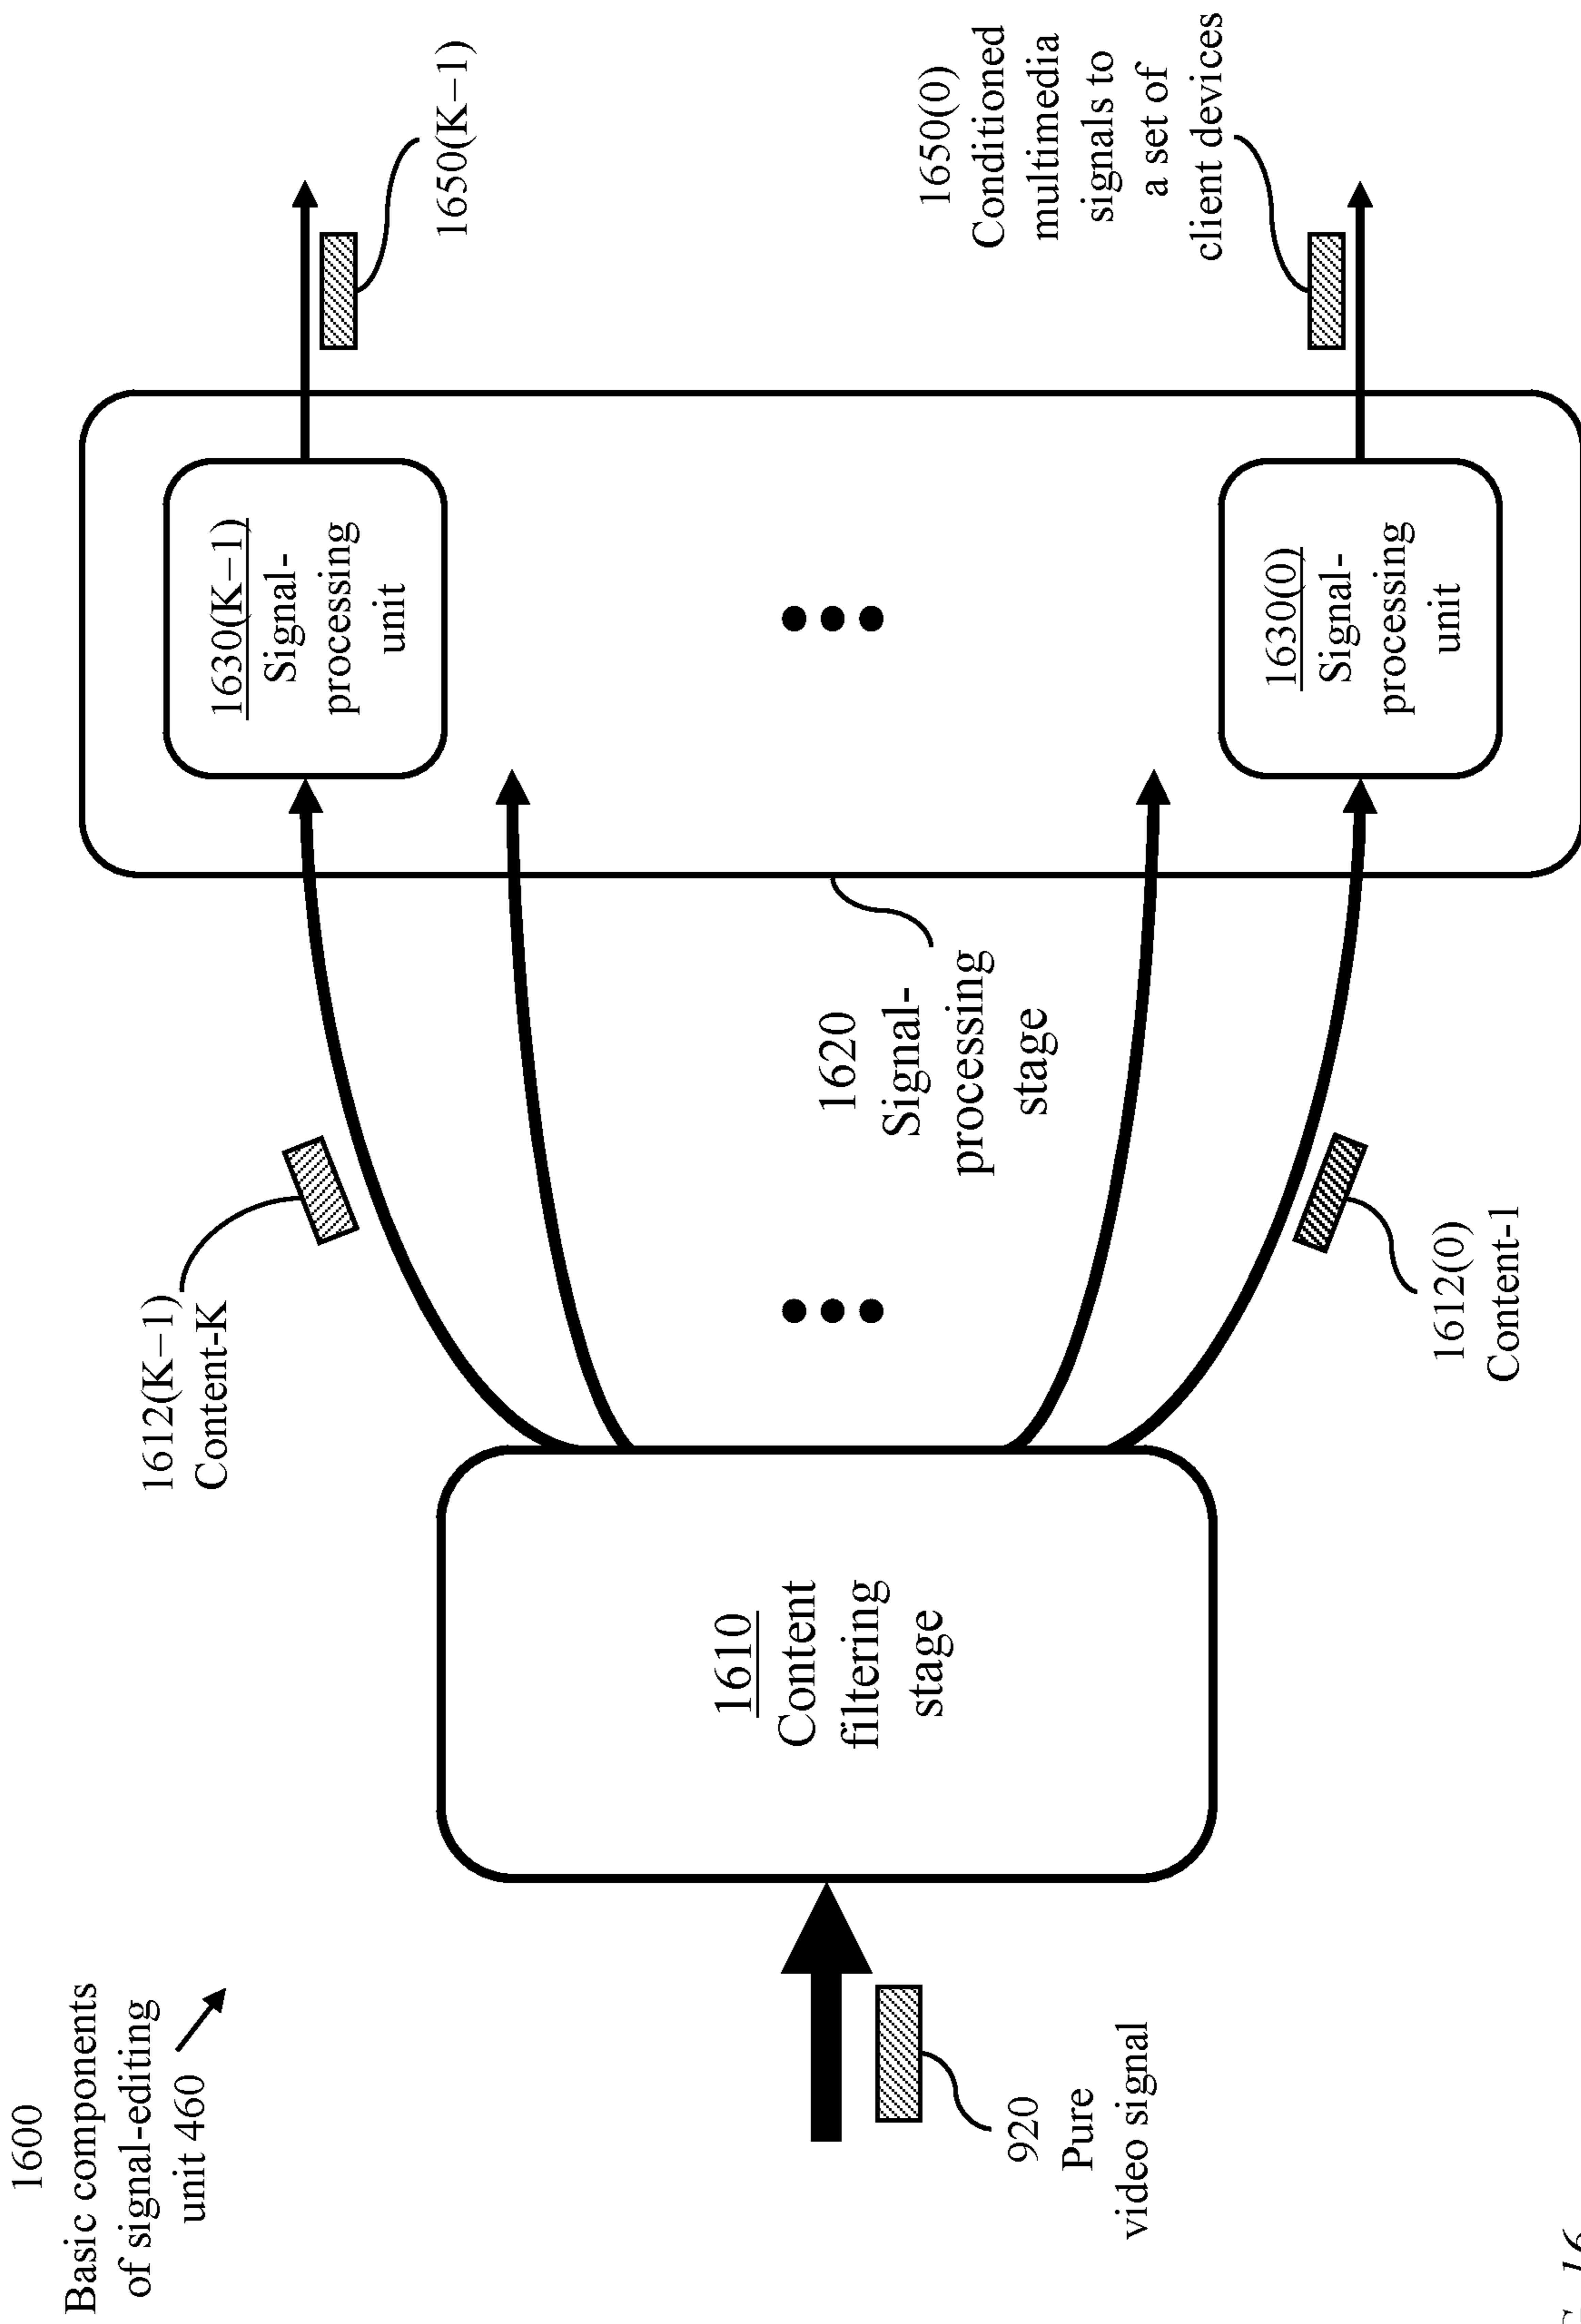 1600
Basic components
of signal-editing
unit 460
920
Pure
video signal
1610
Content
filtering
stage
1612(K–1)
Content-K
1612(0)
Content-1
1620
Signal-
processing
stage
1630(K–1)
Signal-
processing
unit
1630(0)
Signal-
processing
unit
1650(K–1)
1650(0)
Conditioned
multimedia
signals to
a set of
client devices
16